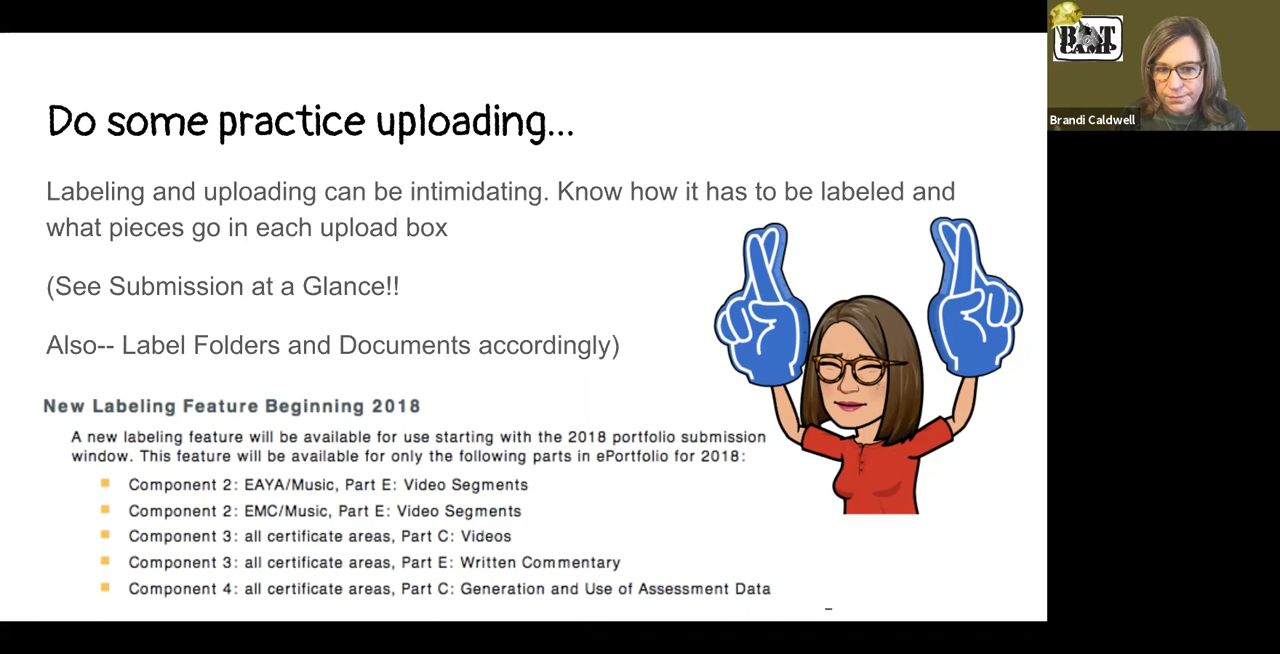 Do some practice uploading...
Labeling and uploading can be intimidating. Know how it has to be labeled and
what pieces go in each upload box
(See Submission at a Glance!!
Also-- Label Folders and Documents accordingly)
New Labeling Feature Beginning 2018
A new labeling feature will be available for use starting with the 2018 portfolio submission
window. This feature will be available for only the following parts in ePortfolio for 2018:
Component 2: EAYA/Music, Part E: Video Segments
Component 2: EMC/Music, Part E: Video Segments
Component 3: all certificate areas, Part C: Videos
Component 3: all certificate areas, Part E: Written Commentary
Component 4: all certificate areas, Part C: Generation and Use of Assessment Data
CAMP
Brandi Caldwell